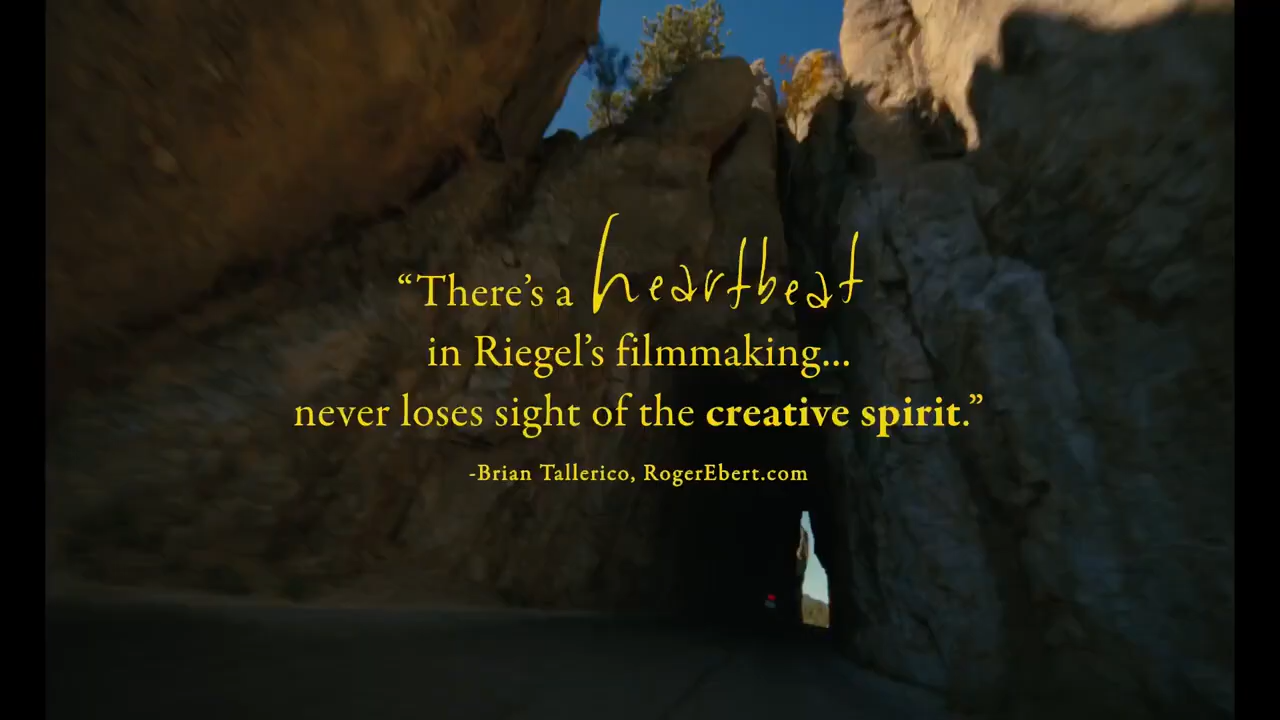 “There’s a heartbeat
in Riegel’s filmmaking...
never loses sight of the creative spirit.”
-Brian Tallerico, RogerEbert.com